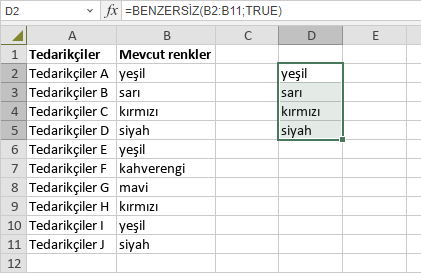 D2 fx =BENZERSİZ(B2:B11;TRUE)
A B C D E
1 Tedarikçiler Mevcut renkler
2 Tedarikçiler A yeşil yeşil
3 Tedarikçiler B sarı sarı
4 Tedarikçiler C kırmızı kırmızı
5 Tedarikçiler D siyah siyah
6 Tedarikçiler E yeşil
7 Tedarikçiler F kahverengi
8 Tedarikçiler G mavi
9 Tedarikçiler H kırmızı
10 Tedarikçiler I yeşil
11 Tedarikçiler J siyah
12